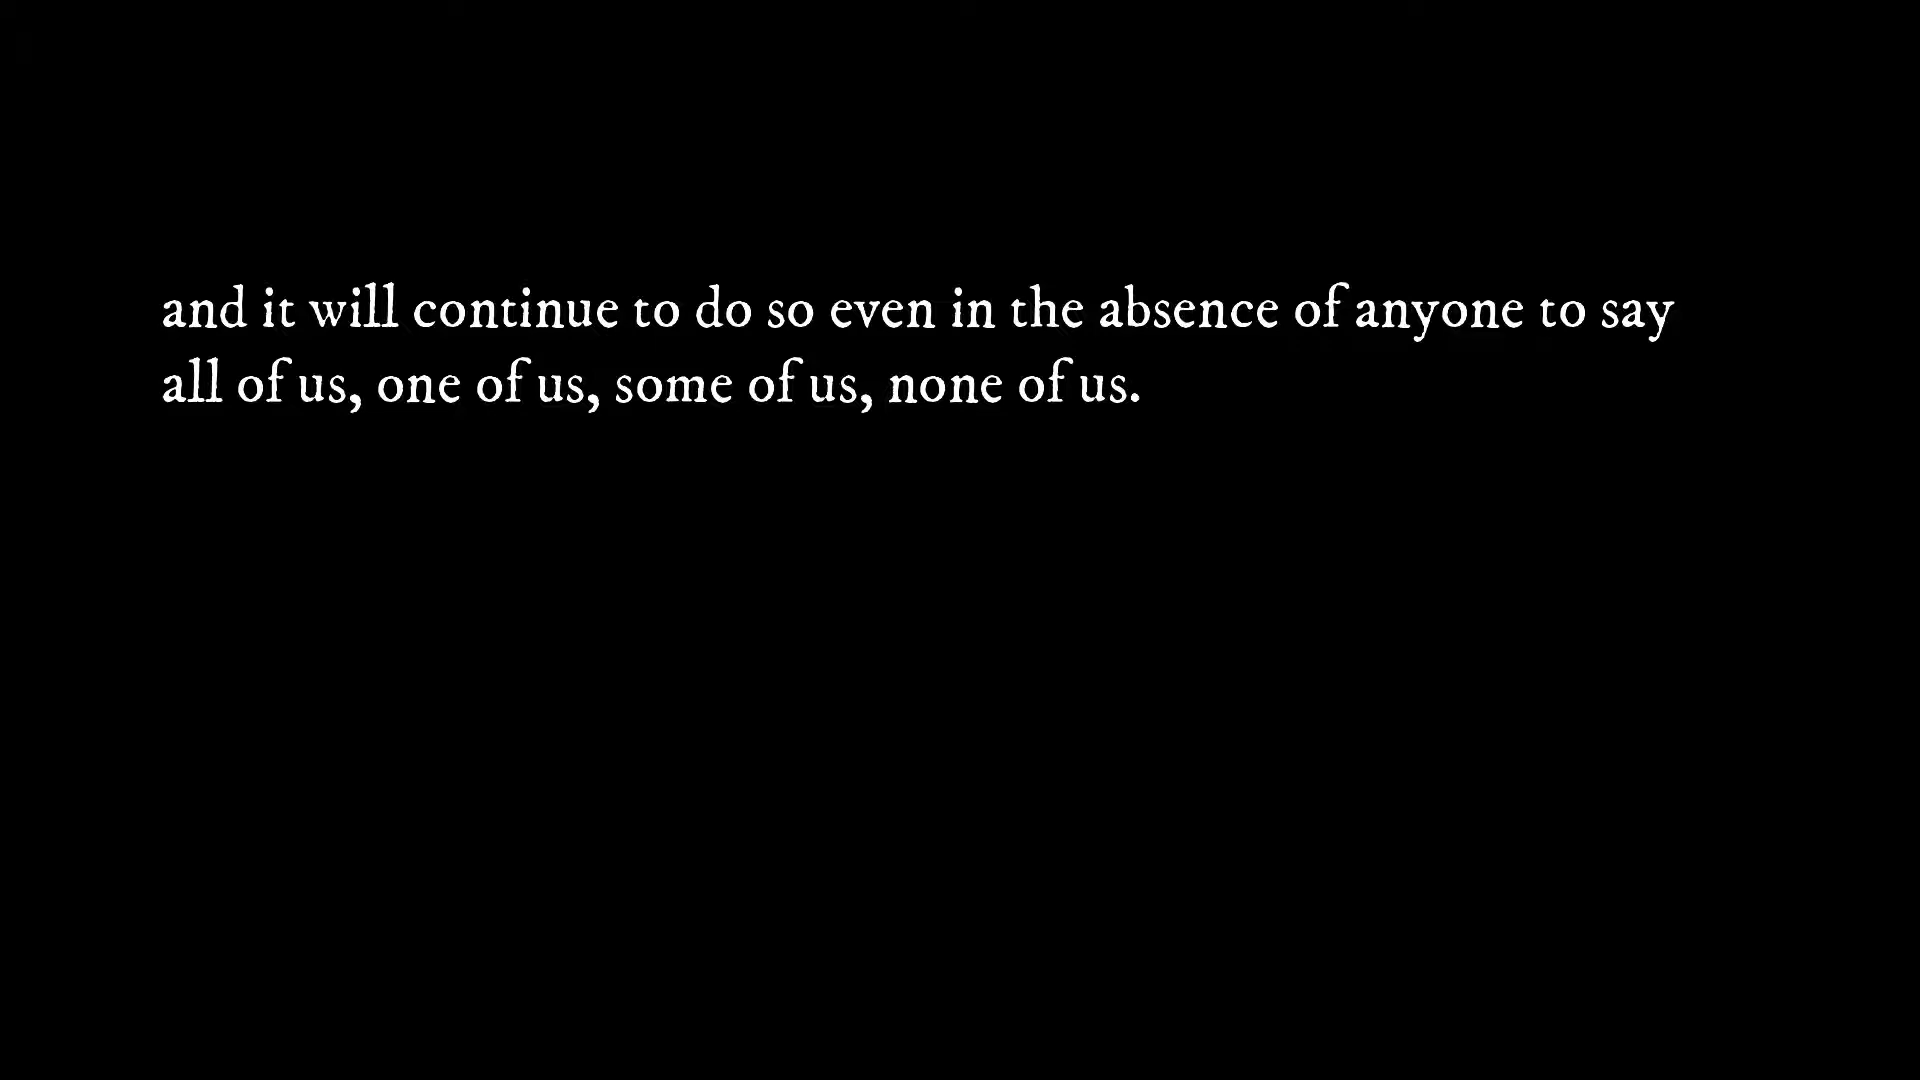 and it will continue to do so even in the absence of anyone to say
all of us, one of us, some of us, none of us.